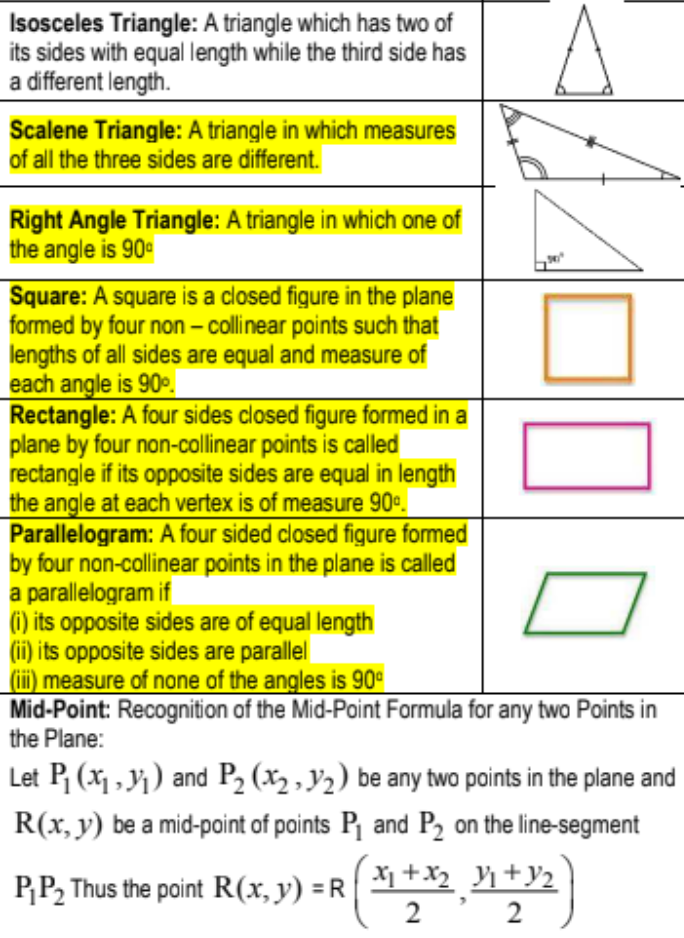 Isosceles Triangle: A triangle which has two of
its sides with equal length while the third side has
a different length.
Scalene Triangle: A triangle in which measures
of all the three sides are different.
Right Angle Triangle: A triangle in which one of
the angle is 90º
90°
Square: A square is a closed figure in the plane
formed by four non – collinear points such that
lengths of all sides are equal and measure of
each angle is 90º.
Rectangle: A four sides closed figure formed in a
plane by four non-collinear points is called
rectangle if its opposite sides are equal in length
the angle at each vertex is of measure 90º.
Parallelogram: A four sided closed figure formed
by four non-collinear points in the plane is called
a parallelogram if
(i) its opposite sides are of equal length
(ii) its opposite sides are parallel
(iii) measure of none of the angles is 90º
Mid-Point: Recognition of the Mid-Point Formula for any two Points in
the Plane:
Let P₁(x₁, y₁) and P₂(x₂, y₂) be any two points in the plane and
R(x, y) be a mid-point of points P₁ and P₂ on the line-segment
P₁P₂ Thus the point R(x, y) = R((x₁ + x₂)/2, (y₁ + y₂)/2)